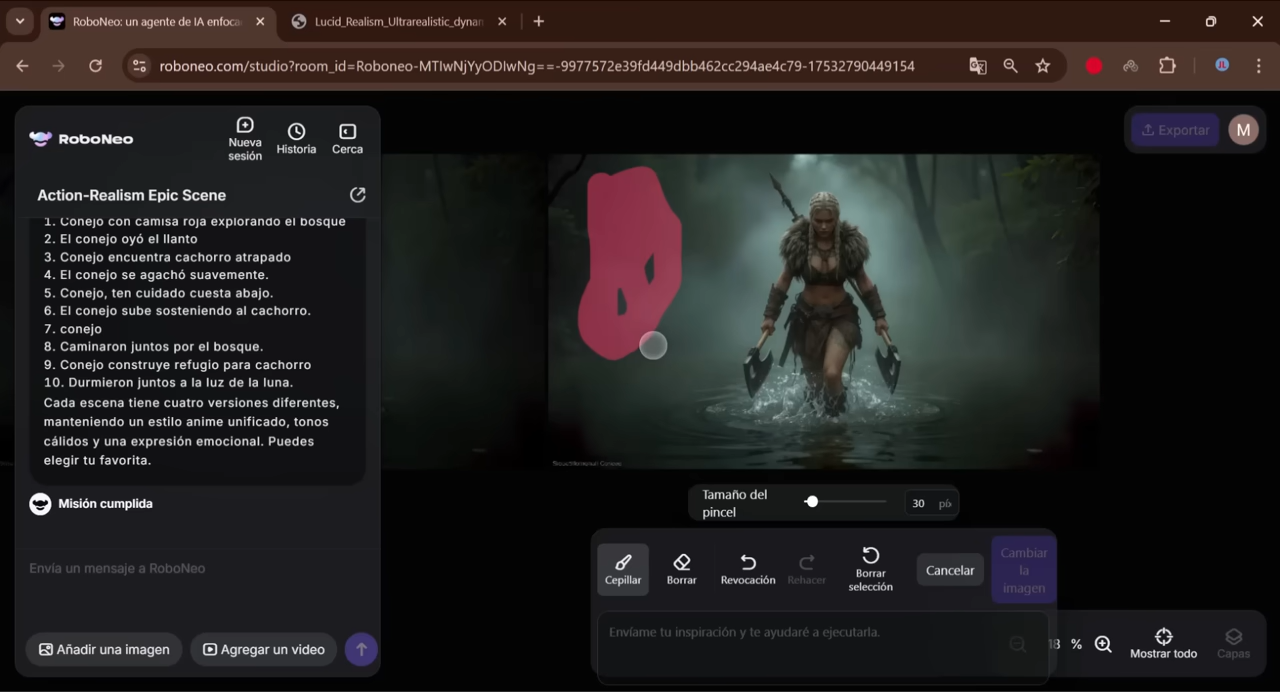 RoboNeo: un agente de IA enfoca
Lucid_Realism_Ultrarealistic_dynan
roboneo.com/studio?room_id=Roboneo-MTIwNjYyODIwNg==-9977572e39fd449dbb462cc294ae4c79-17532790449154
JL
RoboNeo
Nueva sesión
Historia
Cerca
Exportar
M
Action-Realism Epic Scene
1. Conejo con camisa roja explorando el bosque
2. El conejo oyó el llanto
3. Conejo encuentra cachorro atrapado
4. El conejo se agachó suavemente.
5. Conejo, ten cuidado cuesta abajo.
6. El conejo sube sosteniendo al cachorro.
7. conejo
8. Caminaron juntos por el bosque.
9. Conejo construye refugio para cachorro
10. Durmieron juntos a la luz de la luna.
Cada escena tiene cuatro versiones diferentes,
manteniendo un estilo anime unificado, tonos
cálidos y una expresión emocional. Puedes
elegir tu favorita.
Misión cumplida
Envía un mensaje a RoboNeo
Añadir una imagen
Agregar un video
Tamaño del
pincel
30 pix
Cepillar
Borrar
Revocación
Rehacer
Borrar
selección
Cancelar
Cambiar
la
imagen
Envíame tu inspiración y te ayudaré a ejecutarla.
18 %
Mostrar todo
Capas